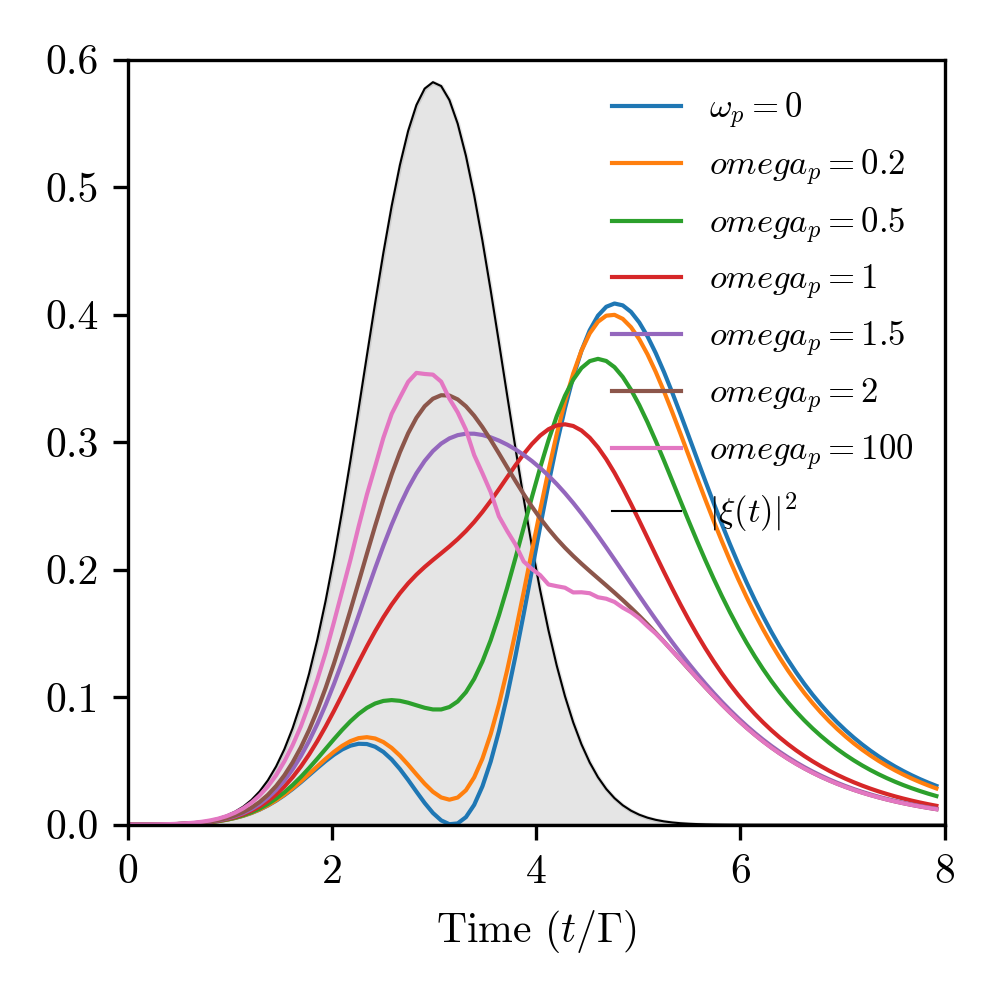 0.6
0.5
0.4
0.3
0.2
0.1
0.0
0 2 4 6 8
Time (t/Γ)
ω_p = 0
omega_p = 0.2
omega_p = 0.5
omega_p = 1
omega_p = 1.5
omega_p = 2
omega_p = 100
|ξ(t)|²